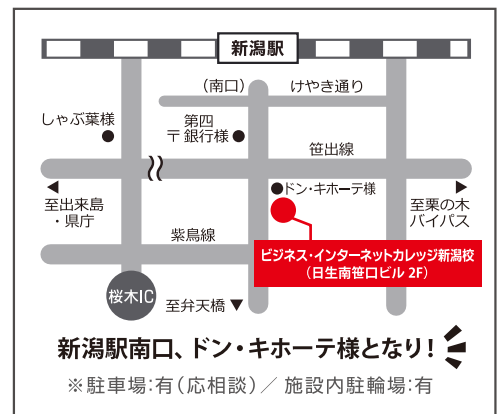 新潟駅
(南口)
けやき通り
しゃぶ葉様
第四
〒銀行様
笹出線
ドン・キホーテ様
至出来島
・県庁
至栗の木
バイパス
紫鳥線
ビジネス・インターネットカレッジ新潟校
(日生南笹口ビル 2F)
桜木IC
至弁天橋▼
新潟駅南口、ドン・キホーテ様となり!
※駐車場:有(応相談)/ 施設内駐輪場:有